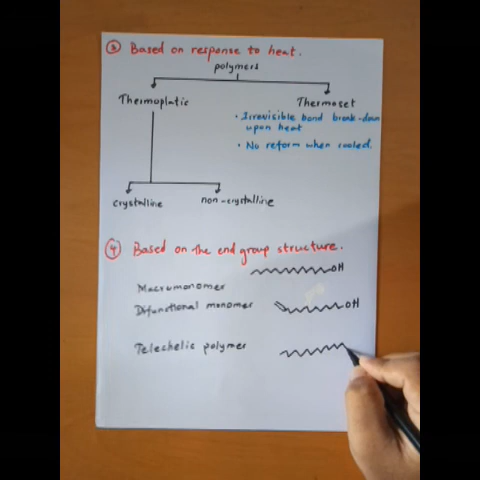 ③ Based on response to heat.
polymers
Thermoplatic
Thermoset
• Irrevisible bond break-down
upon heat
• No reform when cooled.
crystalline
non-crystalline
④ Based on the end group structure.
OH
Macromonomer
Difunctional monomer
OH
Telechelic polymer